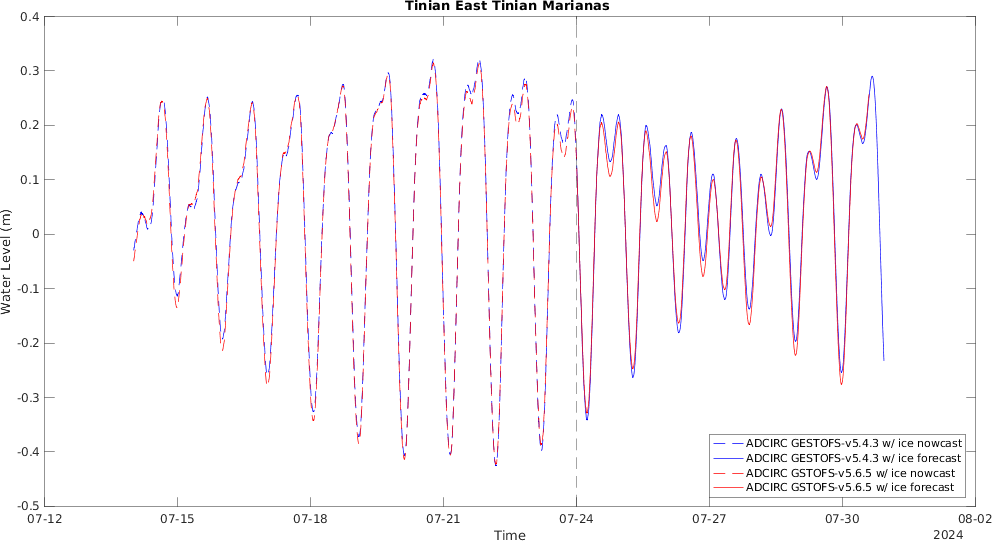 Tinian East Tinian Marianas
0.4
0.3
0.2
0.1
0
-0.1
-0.2
-0.3
-0.4
-0.5
Water Level (m)
ADCIRC GESTOFS-v5.4.3 w/ ice nowcast
ADCIRC GESTOFS-v5.4.3 w/ ice forecast
ADCIRC GSTOFS-v5.6.5 w/ ice nowcast
ADCIRC GSTOFS-v5.6.5 w/ ice forecast
07-12 07-15 07-18 07-21 07-24 07-27 07-30 08-02
Time
2024